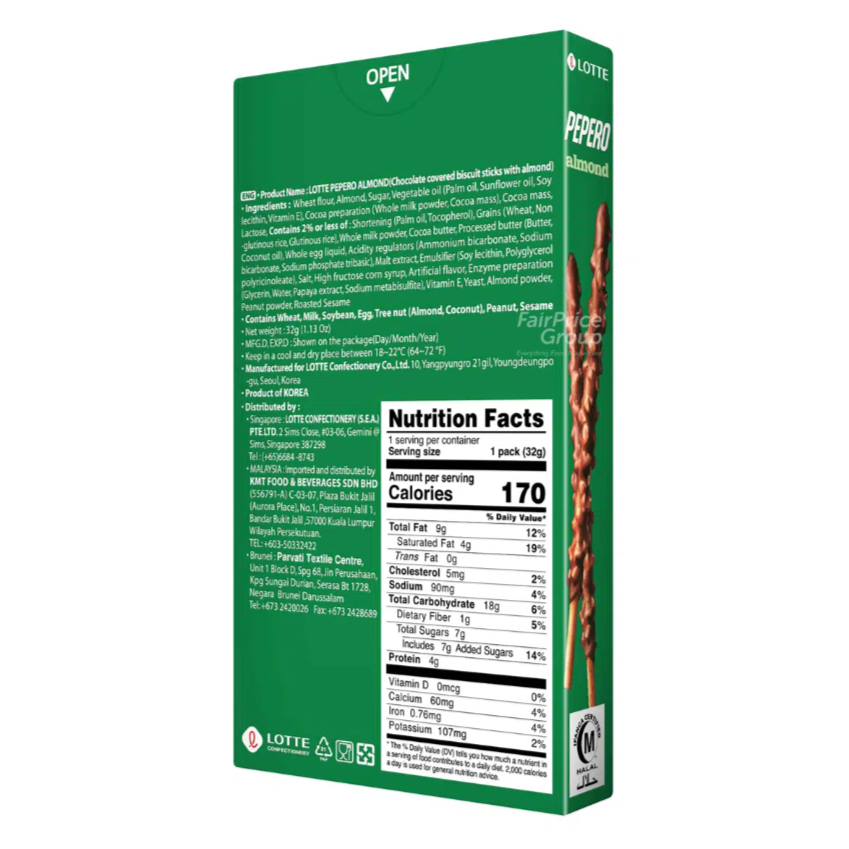 OPEN
ENG • Product Name : LOTTE PEPERO ALMOND(Chocolate covered biscuit sticks with almond)
• Ingredients : Wheat flour, Almond, Sugar, Vegetable oil (Palm oil, Sunflower oil, Soy
lecithin, Vitamin E), Cocoa preparation (Whole milk powder, Cocoa mass), Cocoa mass,
Lactose, Contains 2% or less of : Shortening (Palm oil, Tocopherol), Grains (Wheat, Non
-glutinous rice, Glutinous rice), Whole milk powder, Cocoa butter, Processed butter (Butter,
Coconut oil), Whole egg liquid, Acidity regulators (Ammonium bicarbonate, Sodium
bicarbonate, Sodium phosphate tribasic), Malt extract, Emulsifier (Soy lecithin, Polyglycerol
polyricinoleate), Salt, High fructose corn syrup, Artificial flavor, Enzyme preparation
(Glycerin, Water, Papaya extract, Sodium metabisulfite), Vitamin E, Yeast, Almond powder,
Peanut powder, Roasted Sesame
• Contains Wheat, Milk, Soybean, Egg, Tree nut (Almond, Coconut), Peanut, Sesame
• Net weight : 32g (1.13 Oz)
• MFG.D, EXP.D : Shown on the package(Day/Month/Year)
• Keep in a cool and dry place between 18~22°C (64~72 °F)
• Manufactured for LOTTE Confectionery Co., Ltd. 10, Yangpyungro 21gil, Youngdeungpo
-gu, Seoul, Korea
• Product of KOREA
• Distributed by :
• Singapore : LOTTE CONFECTIONERY (S.E.A.)
PTE.LTD. 2 Sims Close, #03-06, Gemini @
Sims, Singapore 387298
Tel : (+65)6684 -8743
• MALAYSIA : Imported and distributed by
KMT FOOD & BEVERAGES SDN BHD
(556791-A) C-03-07, Plaza Bukit Jalil
(Aurora Place), No.1, Persiaran Jalil 1,
Bandar Bukit Jalil ,57000 Kuala Lumpur
Wilayah Persekutuan.
TEL: +603-50332422
• Brunei : Parvati Textile Centre,
Unit 1 Block D, Spg 68, Jin Perusahaan,
Kpg Sungai Durian, Serasa Bt 1728,
Negara Brunei Darussalam
Tel: +673 2420026 Fax: +673 2428689
Nutrition Facts
1 serving per container
Serving size 1 pack (32g)
Amount per serving
Calories 170
% Daily Value*
Total Fat 9g 12%
Saturated Fat 4g 19%
Trans Fat 0g
Cholesterol 5mg 2%
Sodium 90mg 4%
Total Carbohydrate 18g 6%
Dietary Fiber 1g 5%
Total Sugars 7g
Includes 7g Added Sugars 14%
Protein 4g
Vitamin D 0mcg 0%
Calcium 60mg 4%
Iron 0.76mg 4%
Potassium 107mg 2%
* The % Daily Value (DV) tells you how much a nutrient in
a serving of food contributes to a daily diet. 2,000 calories
a day is used for general nutrition advice.
LOTTE
CONFECTIONERY
LOTTE
PEPERO
almond
FairPrice
Group
M
HALAL
حلال